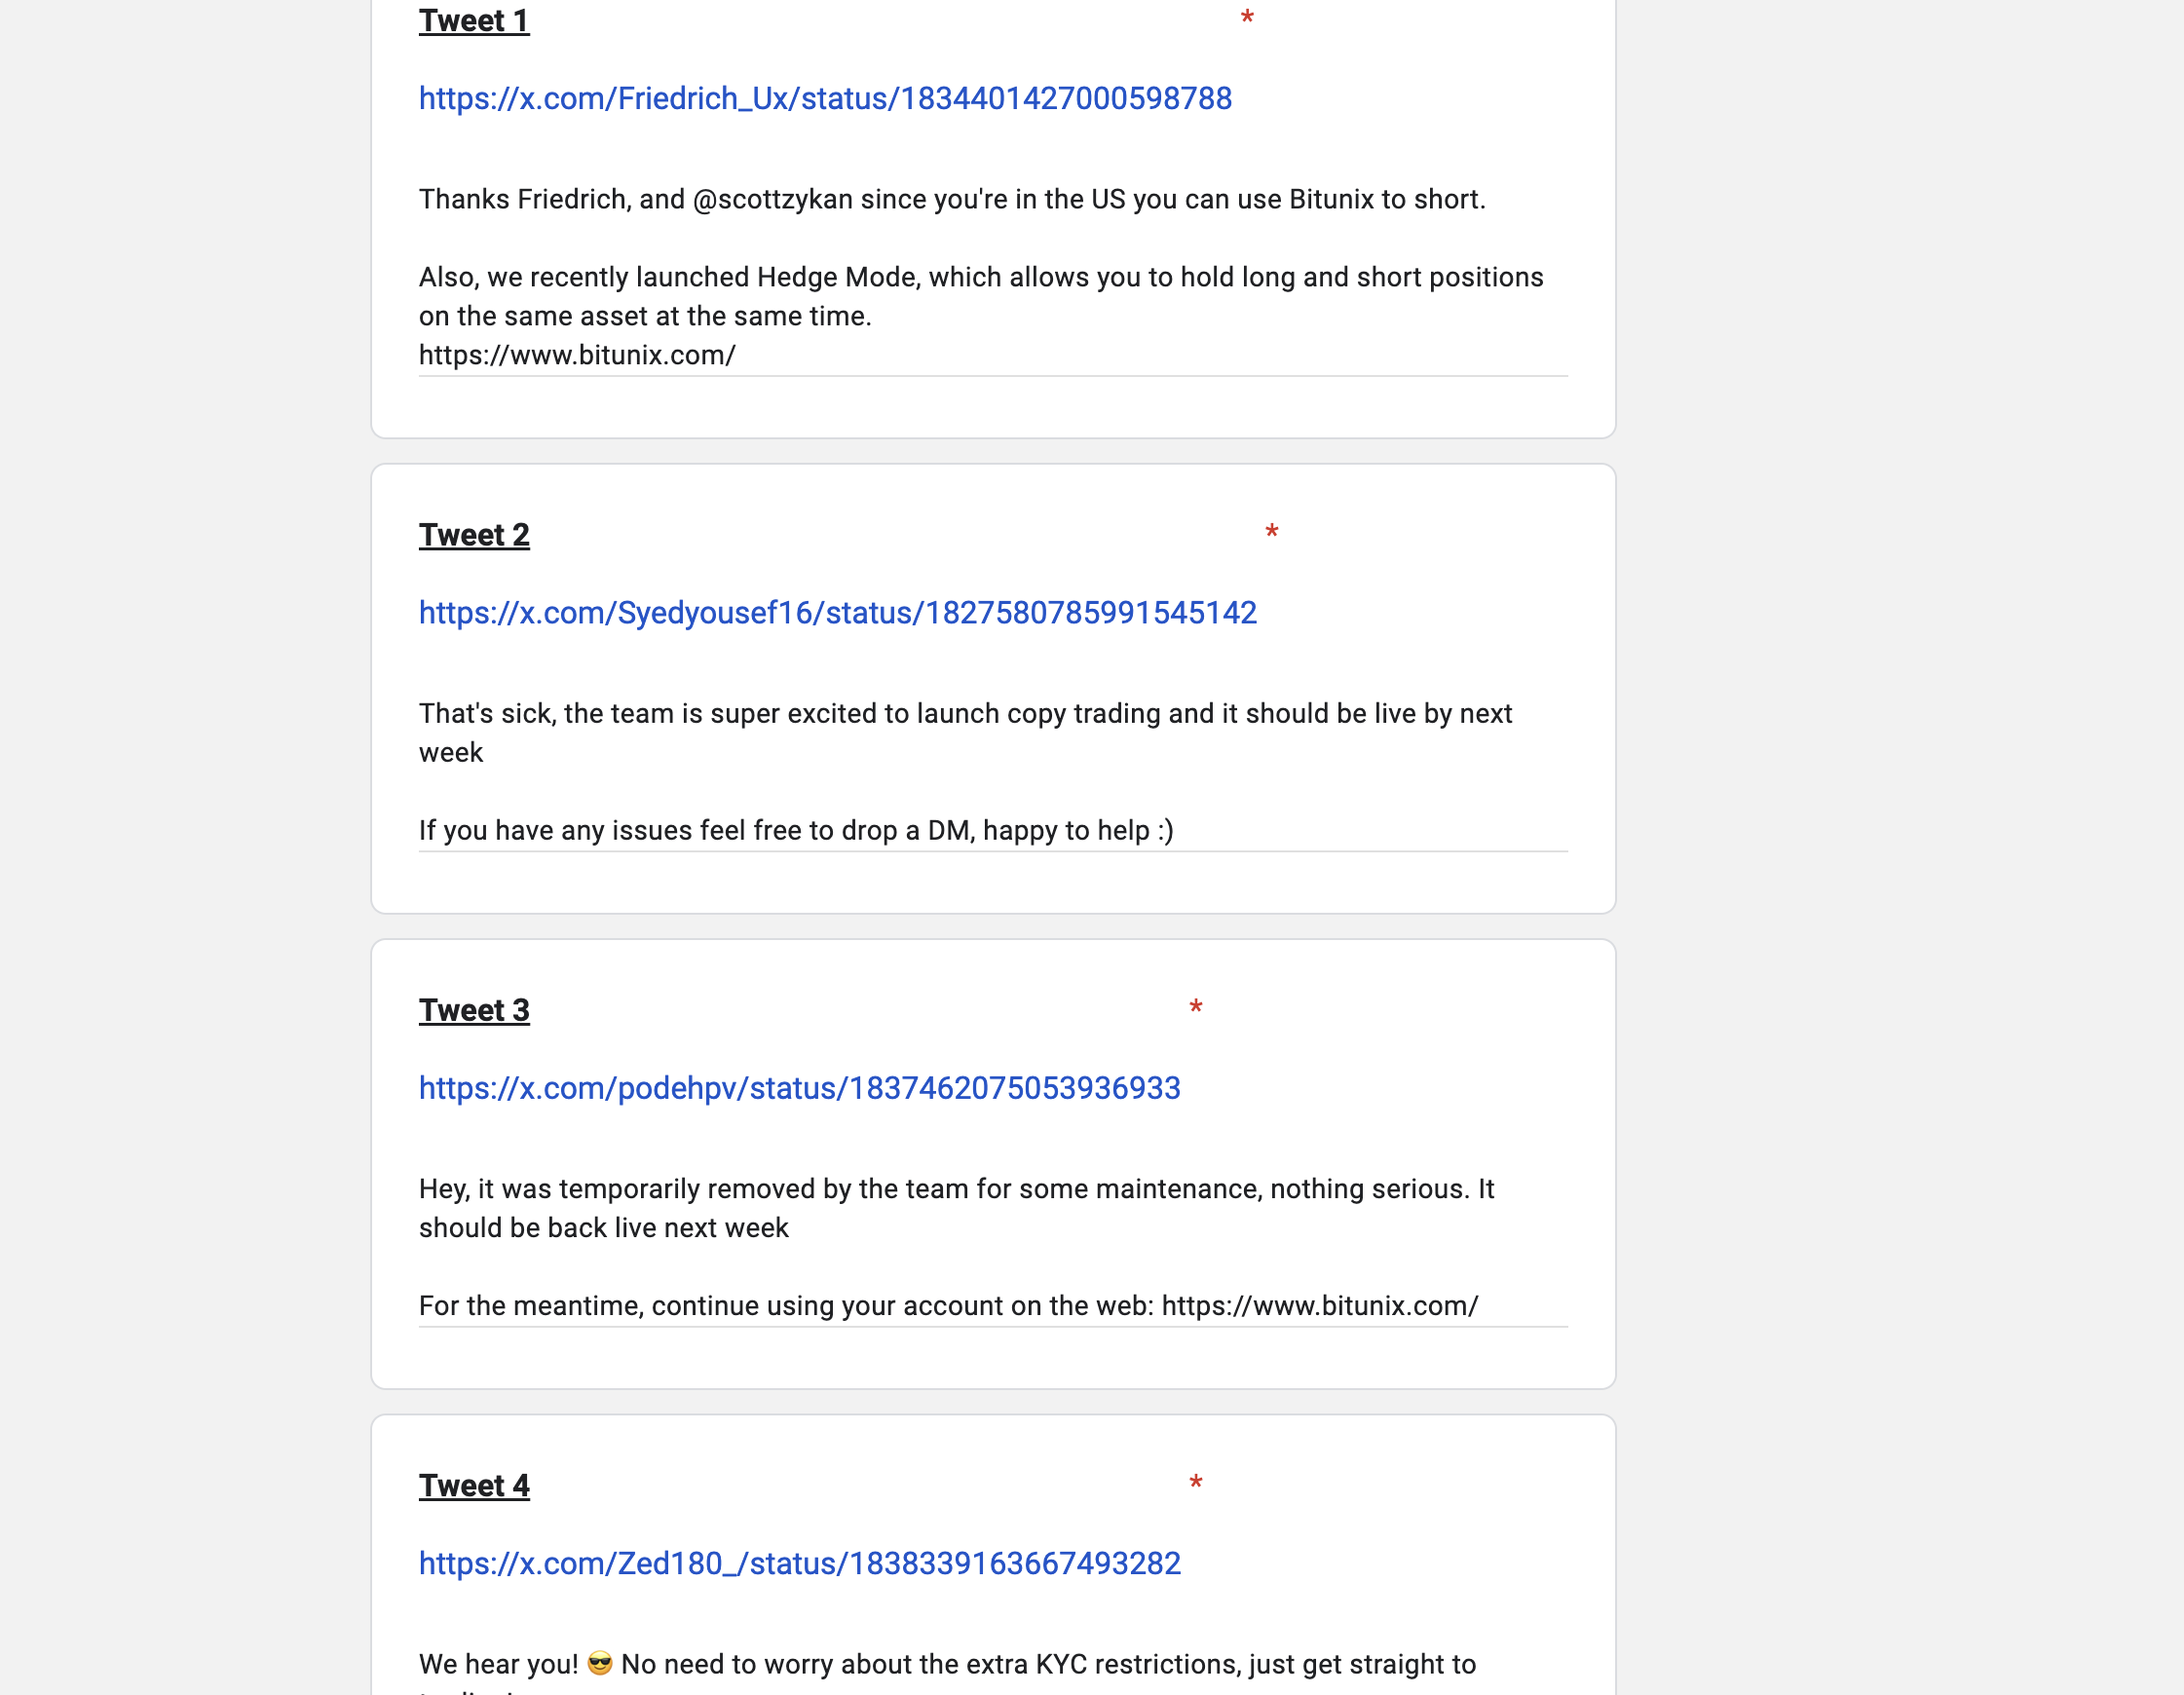 Tweet 1 *
https://x.com/Friedrich_Ux/status/1834401427000598788
Thanks Friedrich, and @scottzykan since you're in the US you can use Bitunix to short.
Also, we recently launched Hedge Mode, which allows you to hold long and short positions
on the same asset at the same time.
https://www.bitunix.com/
Tweet 2 *
https://x.com/Syedyousef16/status/1827580785991545142
That's sick, the team is super excited to launch copy trading and it should be live by next
week
If you have any issues feel free to drop a DM, happy to help :)
Tweet 3 *
https://x.com/podehpv/status/1837462075053936933
Hey, it was temporarily removed by the team for some maintenance, nothing serious. It
should be back live next week
For the meantime, continue using your account on the web: https://www.bitunix.com/
Tweet 4 *
https://x.com/Zed180_/status/1838339163667493282
We hear you! 😎 No need to worry about the extra KYC restrictions, just get straight to